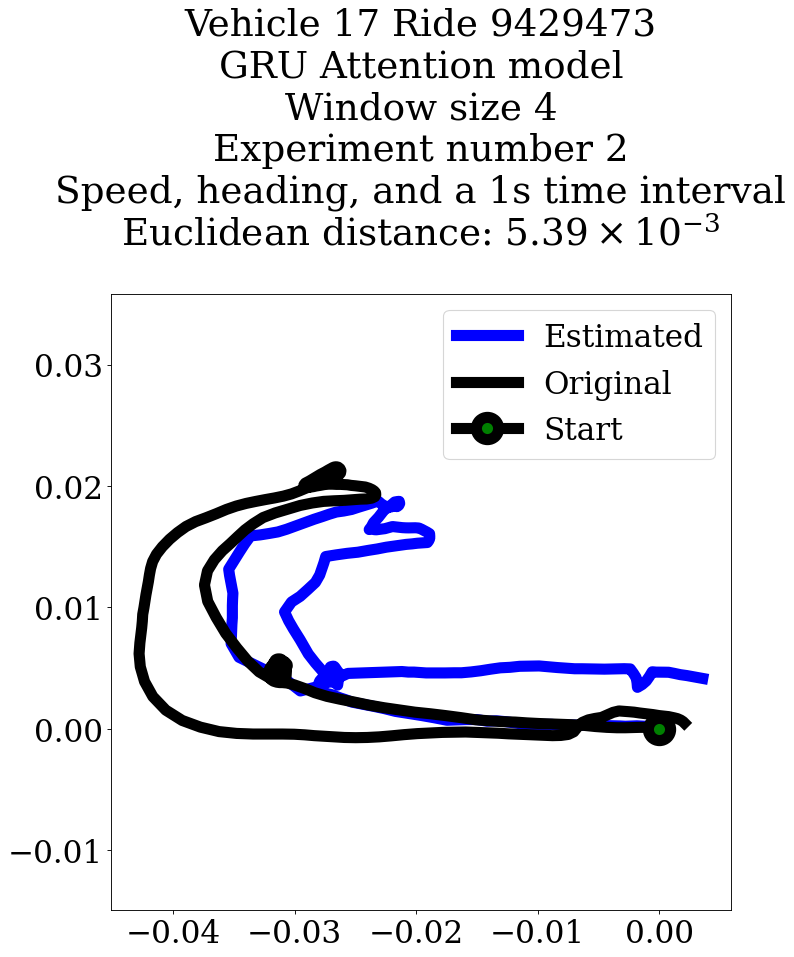 Vehicle 17 Ride 9429473
GRU Attention model
Window size 4
Experiment number 2
Speed, heading, and a 1s time interval
Euclidean distance: 5.39 × 10⁻³
Estimated
Original
Start
0.03
0.02
0.01
0.00
−0.01
−0.04 −0.03 −0.02 −0.01 0.00